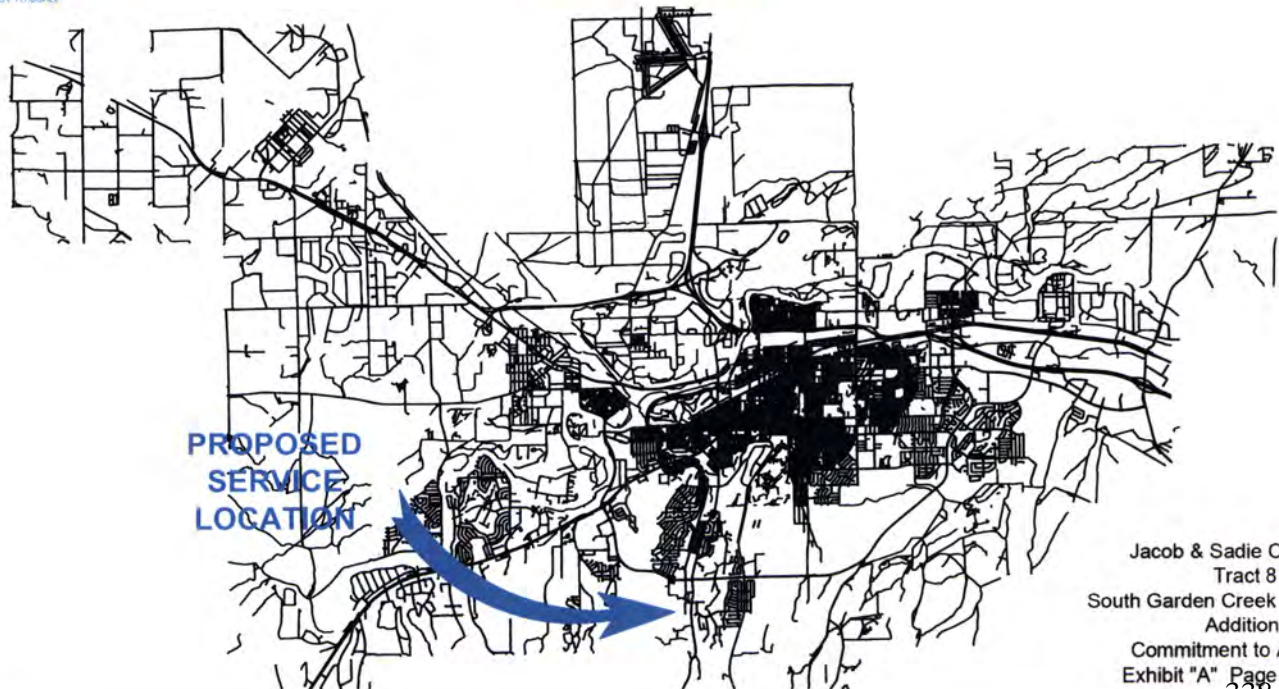 PROPOSED
SERVICE
LOCATION
Jacob & Sadie
Tract 8
South Garden Creek
Addition
Commitment to
Exhibit "A" Page